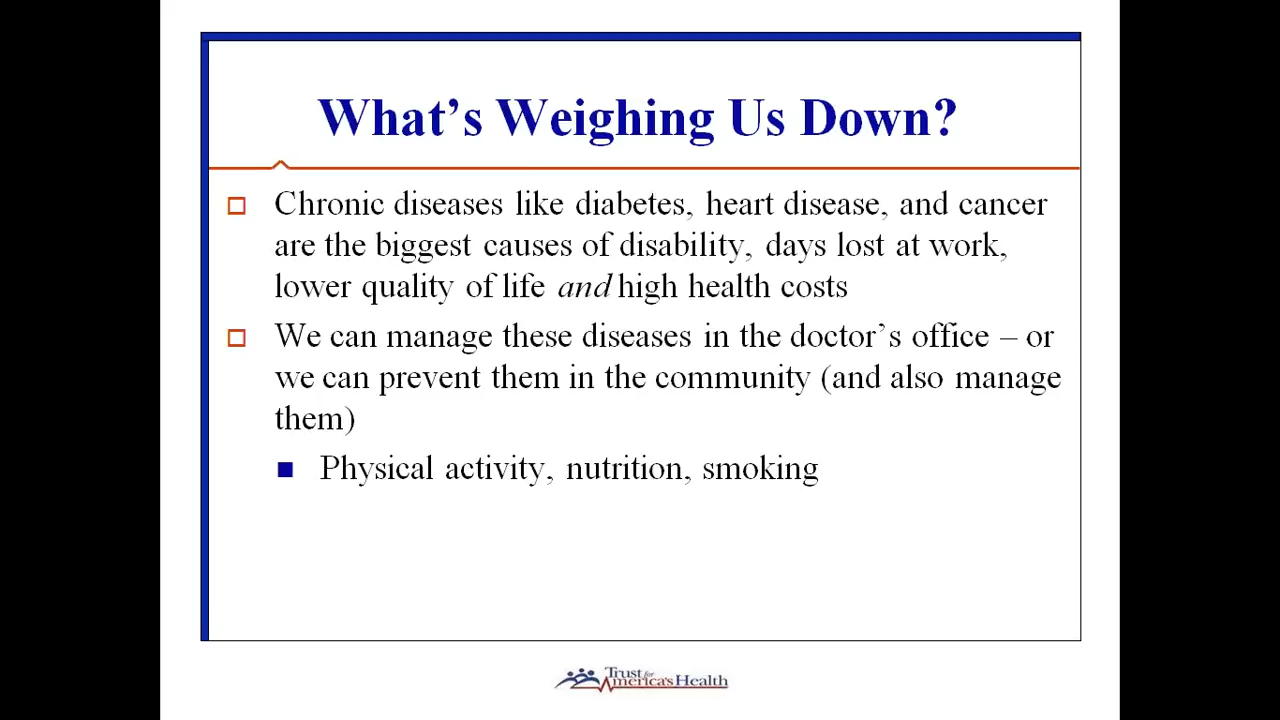 What’s Weighing Us Down?
Chronic diseases like diabetes, heart disease, and cancer
are the biggest causes of disability, days lost at work,
lower quality of life and high health costs
We can manage these diseases in the doctor’s office – or
we can prevent them in the community (and also manage
them)
Physical activity, nutrition, smoking
Trust for
America's Health